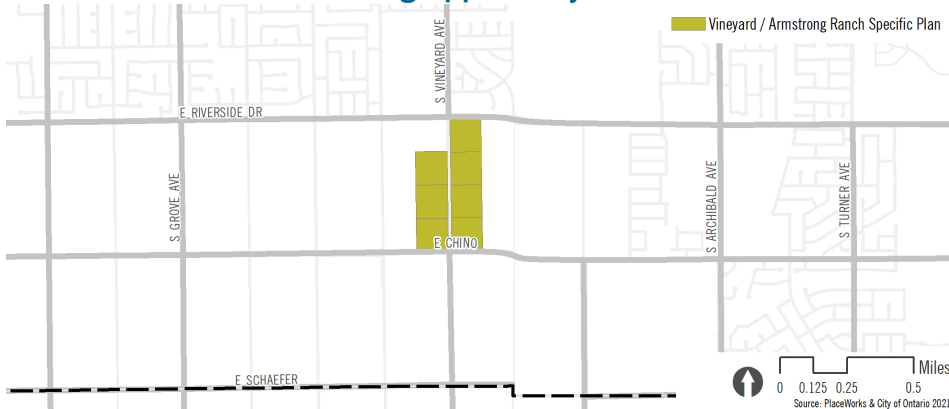 S VINEYARD AVE
Vineyard / Armstrong Ranch Specific Plan
E RIVERSIDE DR
S GROVE AVE
S ARCHIBALD AVE
S TURNER AVE
E CHINO
E SCHAEFER
Miles
0 0.125 0.25 0.5
Source: PlaceWorks & City of Ontario 2021